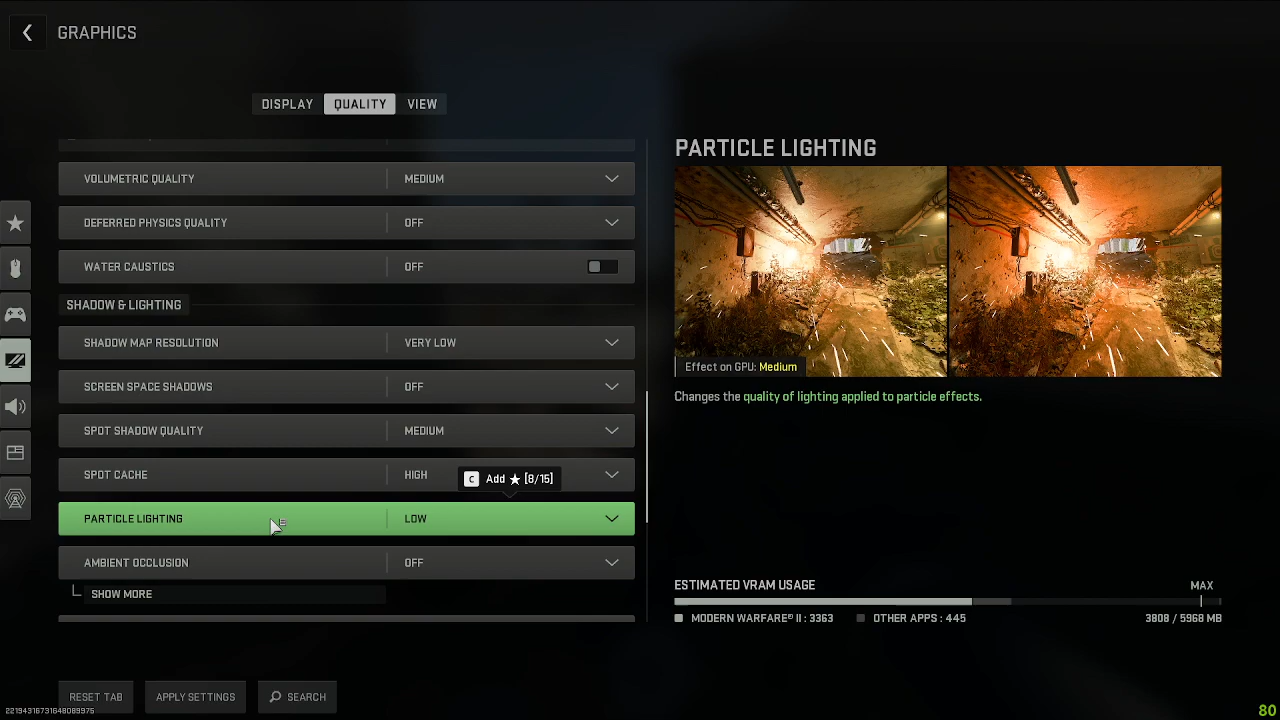 GRAPHICS
DISPLAY QUALITY VIEW
VOLUMETRIC QUALITY MEDIUM
DEFERRED PHYSICS QUALITY OFF
WATER CAUSTICS OFF
SHADOW & LIGHTING
SHADOW MAP RESOLUTION VERY LOW
SCREEN SPACE SHADOWS OFF
SPOT SHADOW QUALITY MEDIUM
SPOT CACHE HIGH
C Add ★ [8/15]
PARTICLE LIGHTING LOW
AMBIENT OCCLUSION OFF
SHOW MORE
PARTICLE LIGHTING
Effect on GPU: Medium
Changes the quality of lighting applied to particle effects.
ESTIMATED VRAM USAGE MAX
MODERN WARFARE® II : 3363 OTHER APPS : 445 3808 / 5968 MB
RESET TAB APPLY SETTINGS SEARCH
22194316731648089975
80